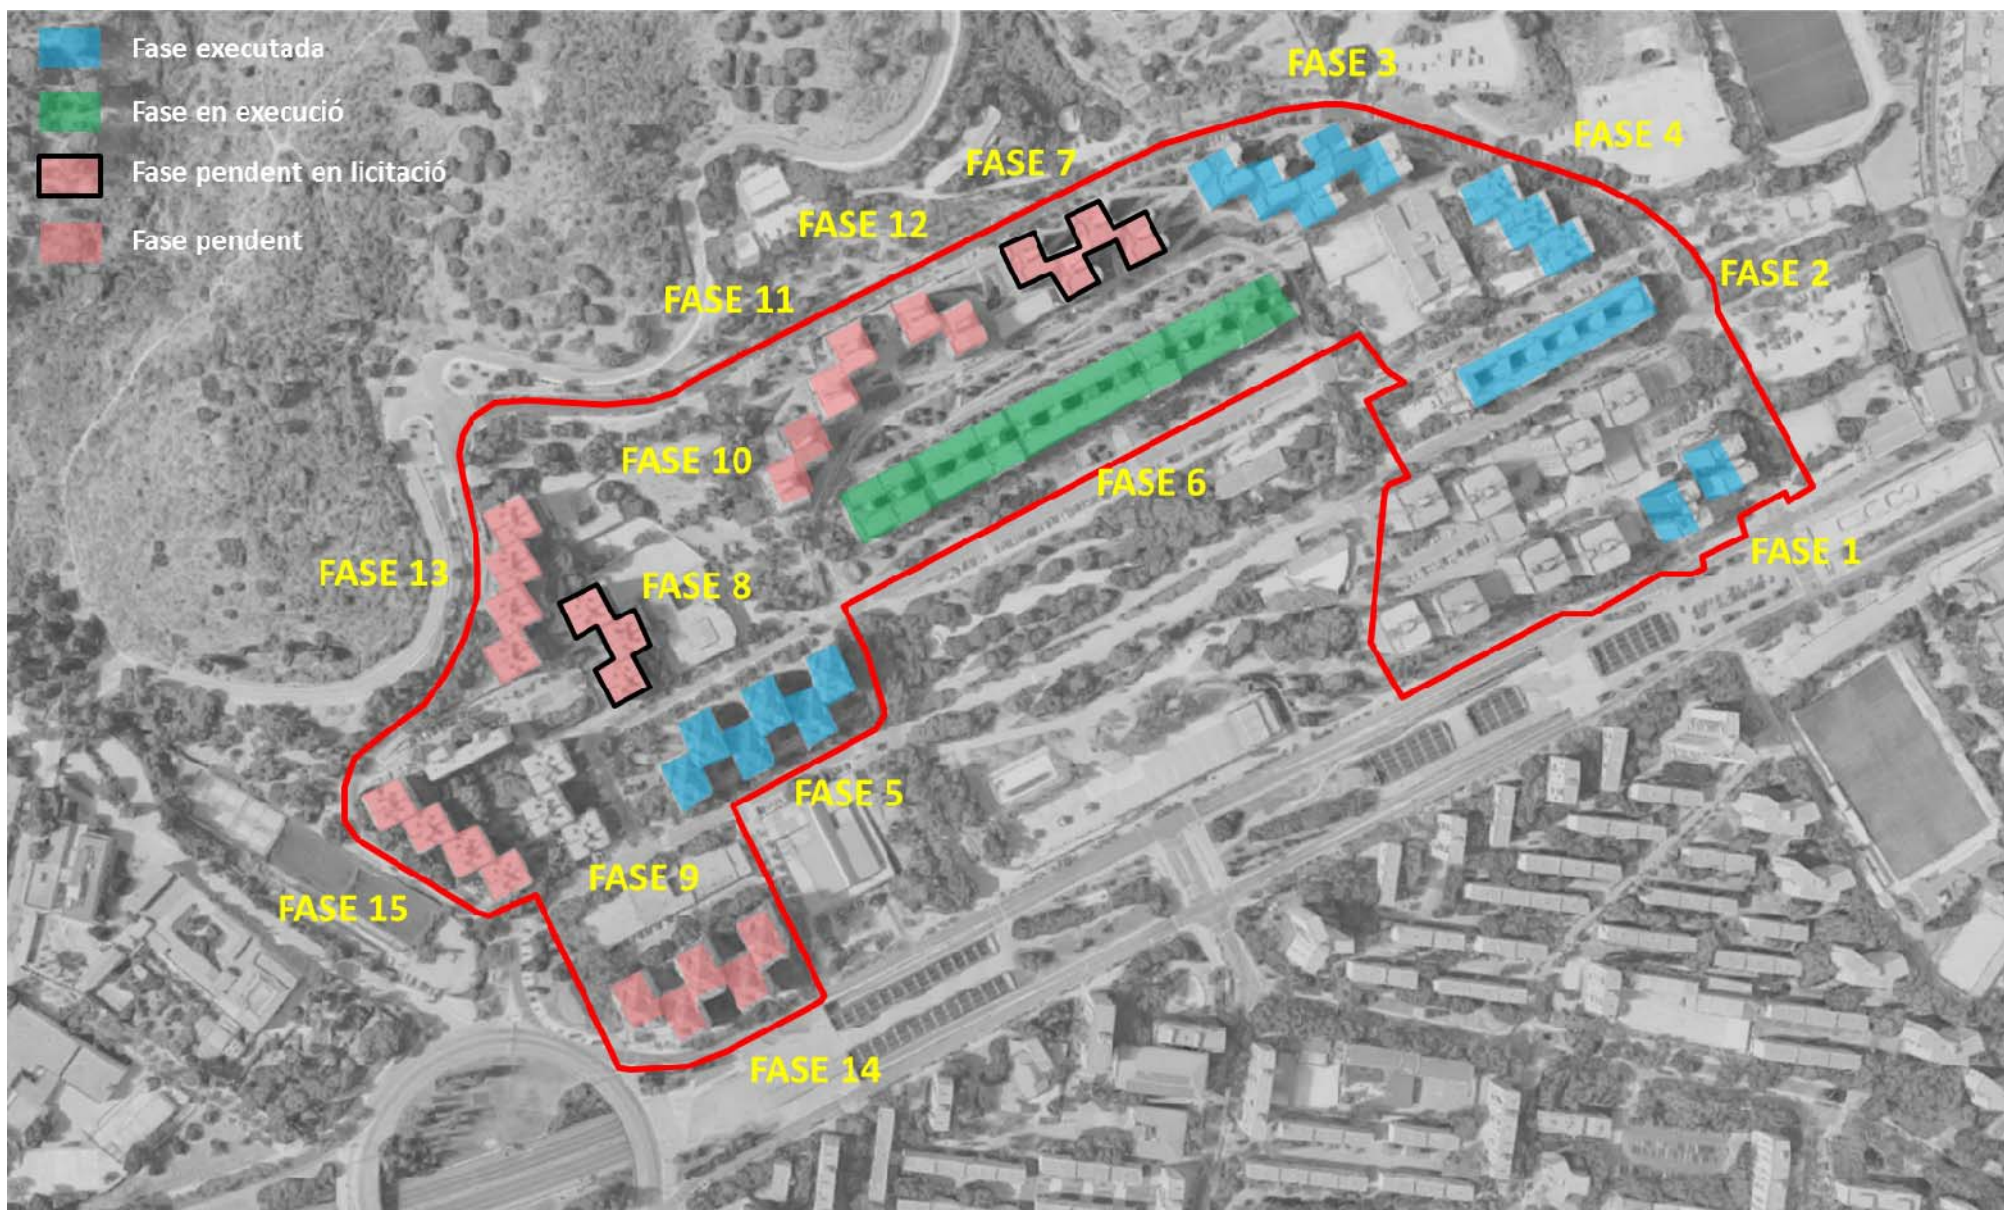 Fase executada
Fase en execució
Fase pendent en licitació
Fase pendent
FASE 3
FASE 4
FASE 7
FASE 12
FASE 2
FASE 11
FASE 10
FASE 6
FASE 1
FASE 13
FASE 8
FASE 5
FASE 9
FASE 15
FASE 14